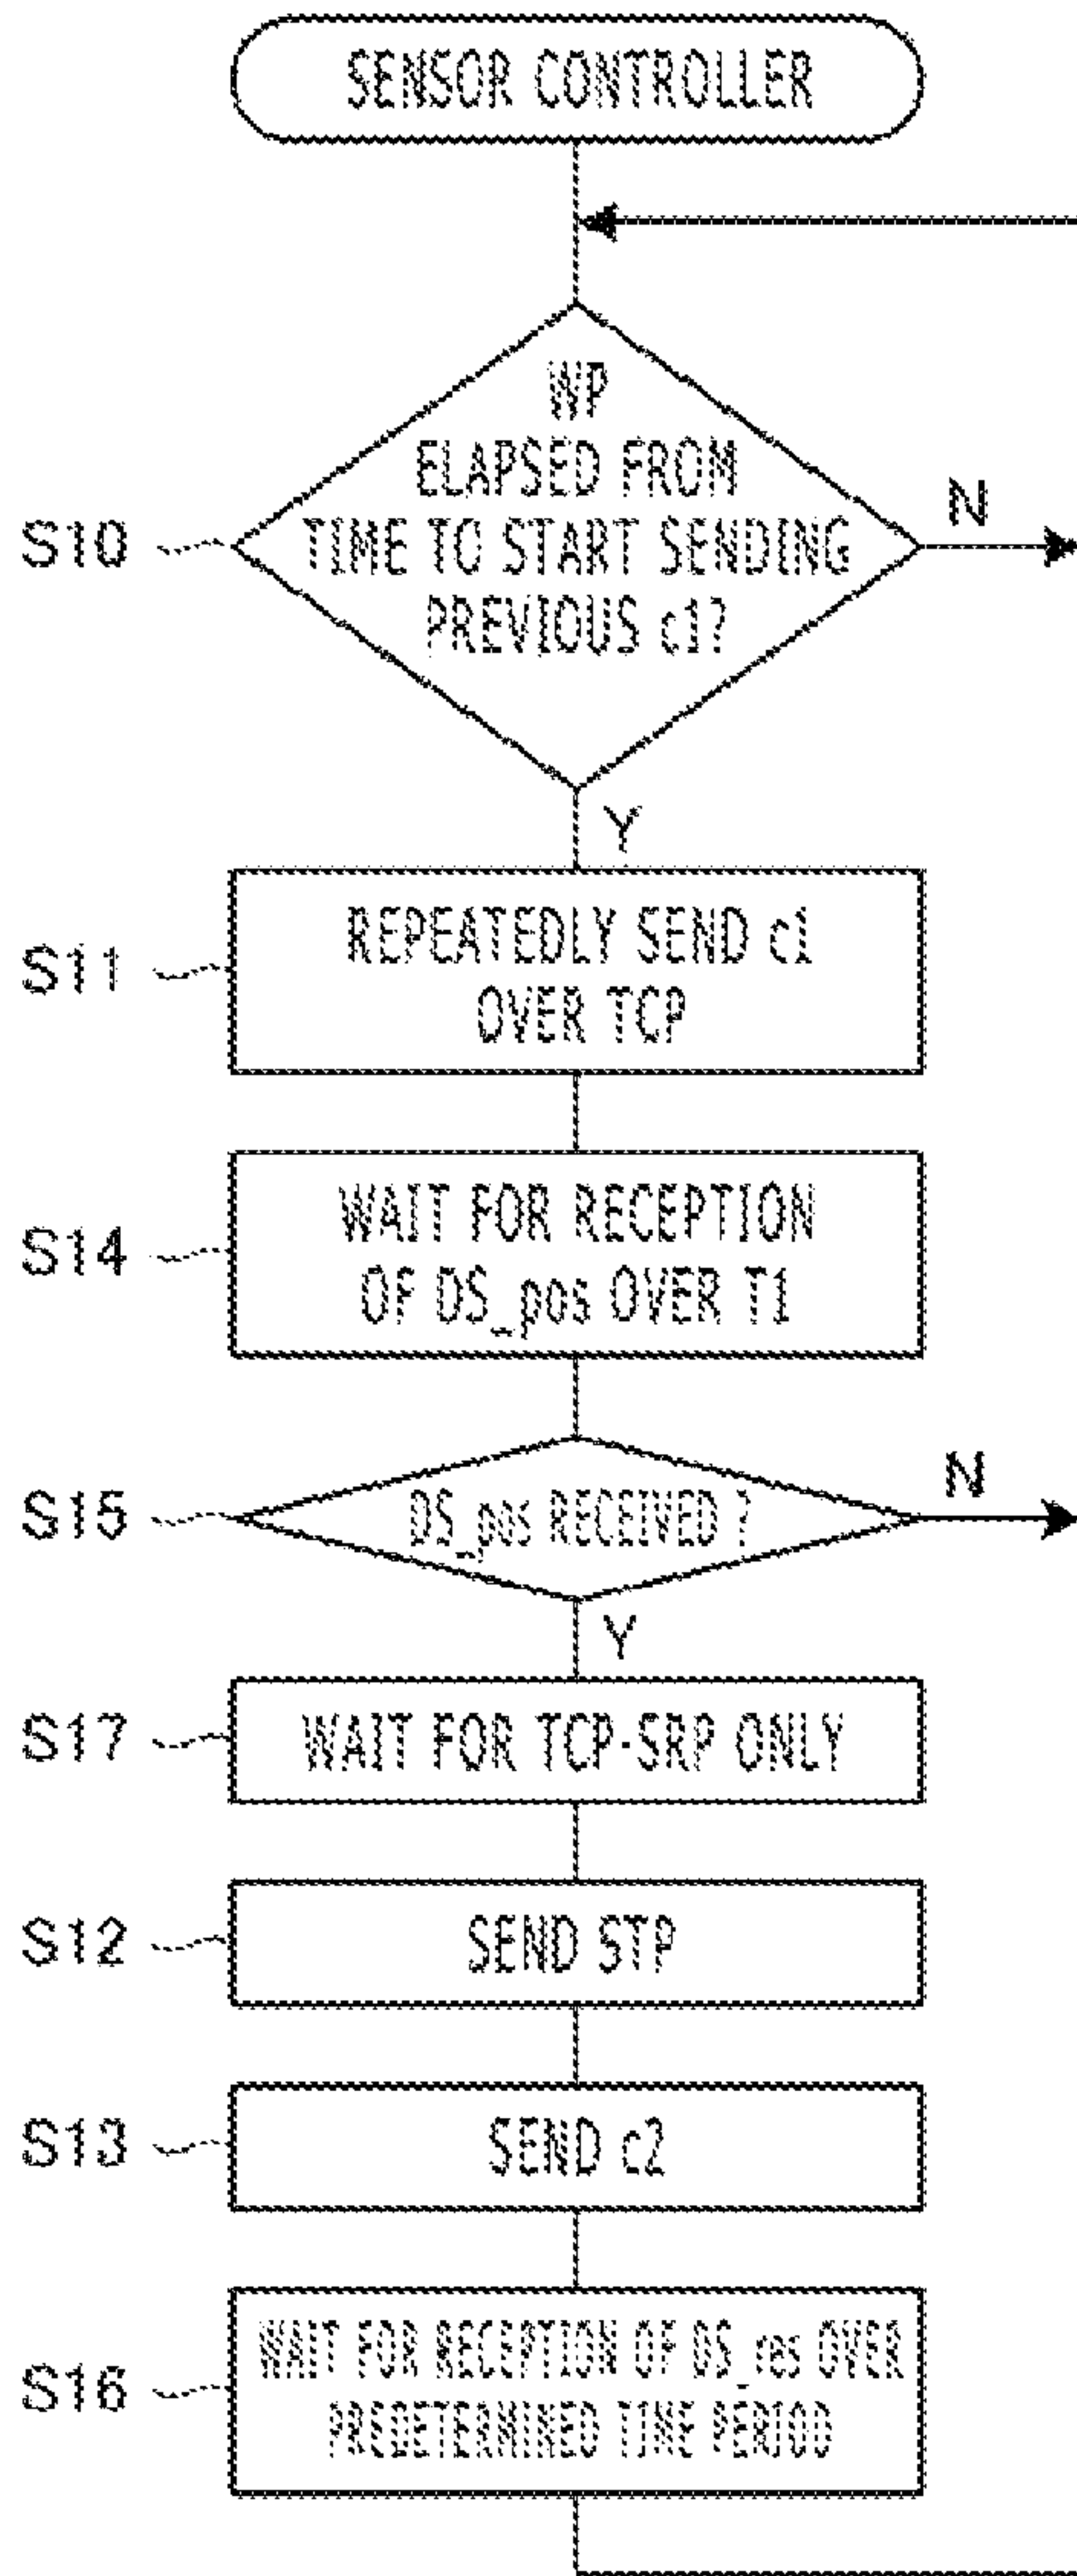 SENSOR CONTROLLER
WP
ELAPSED FROM
TIME TO START SENDING
PREVIOUS c1?
S10
N
Y
S11
REPEATEDLY SEND c1
OVER TCP
S14
WAIT FOR RECEPTION
OF DS_pos OVER T1
S15
DS_pos RECEIVED ?
N
Y
S17
WAIT FOR TCP-SRP ONLY
S12
SEND STP
S13
SEND c2
S16
WAIT FOR RECEPTION OF DS_res OVER
PREDETERMINED TIME PERIOD